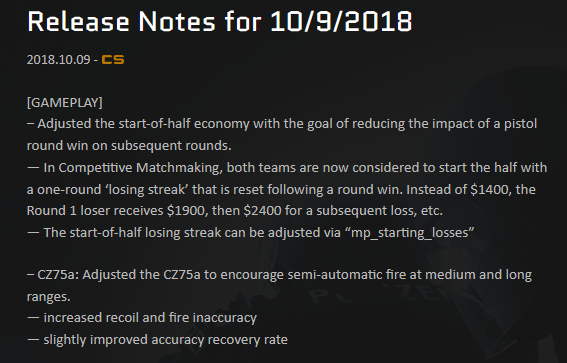 Release Notes for 10/9/2018
2018.10.09 - CS
[GAMEPLAY]
– Adjusted the start-of-half economy with the goal of reducing the impact of a pistol
round win on subsequent rounds.
— In Competitive Matchmaking, both teams are now considered to start the half with
a one-round ‘losing streak’ that is reset following a round win. Instead of $1400, the
Round 1 loser receives $1900, then $2400 for a subsequent loss, etc.
— The start-of-half losing streak can be adjusted via “mp_starting_losses”
– CZ75a: Adjusted the CZ75a to encourage semi-automatic fire at medium and long
ranges.
— increased recoil and fire inaccuracy
— slightly improved accuracy recovery rate